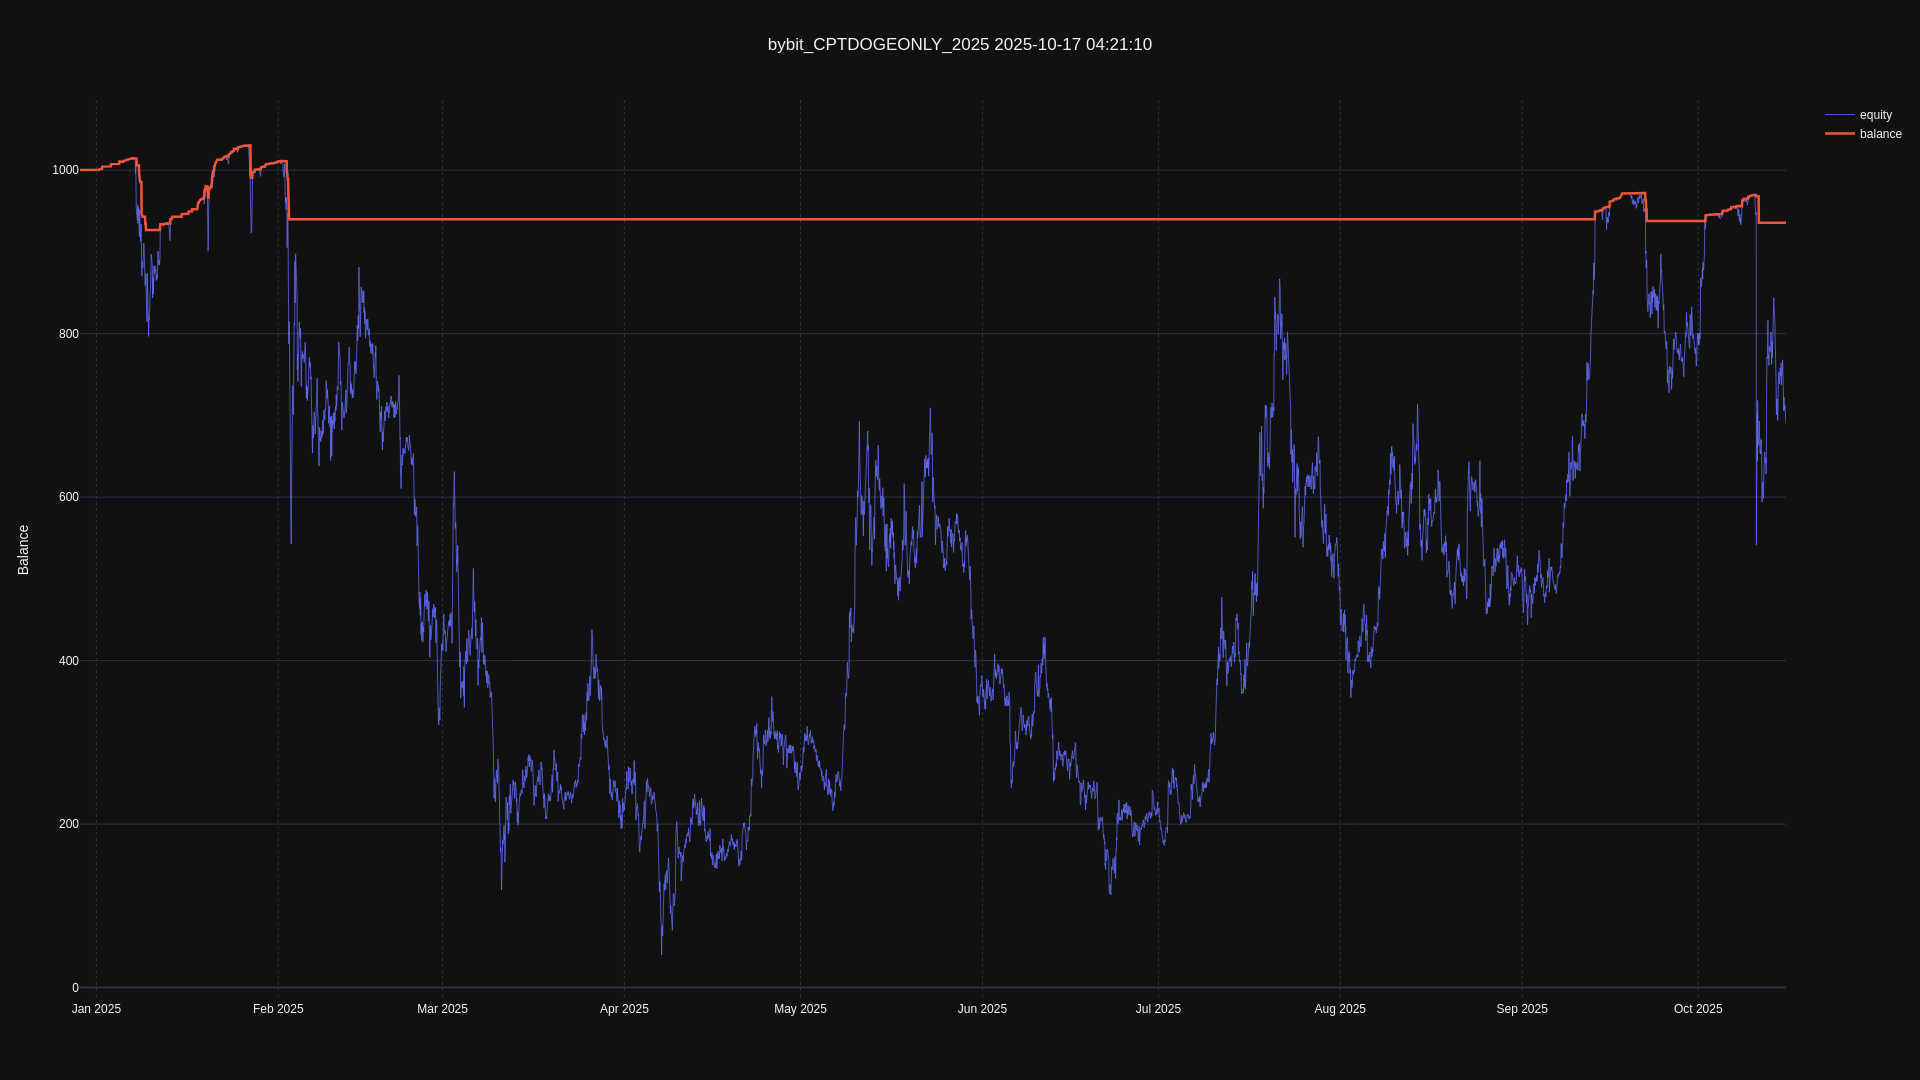 bybit_CPTDOGEONLY_2025 2025-10-17 04:21:10
equity
balance
Balance
1000
800
600
400
200
0
Jan 2025
Feb 2025
Mar 2025
Apr 2025
May 2025
Jun 2025
Jul 2025
Aug 2025
Sep 2025
Oct 2025